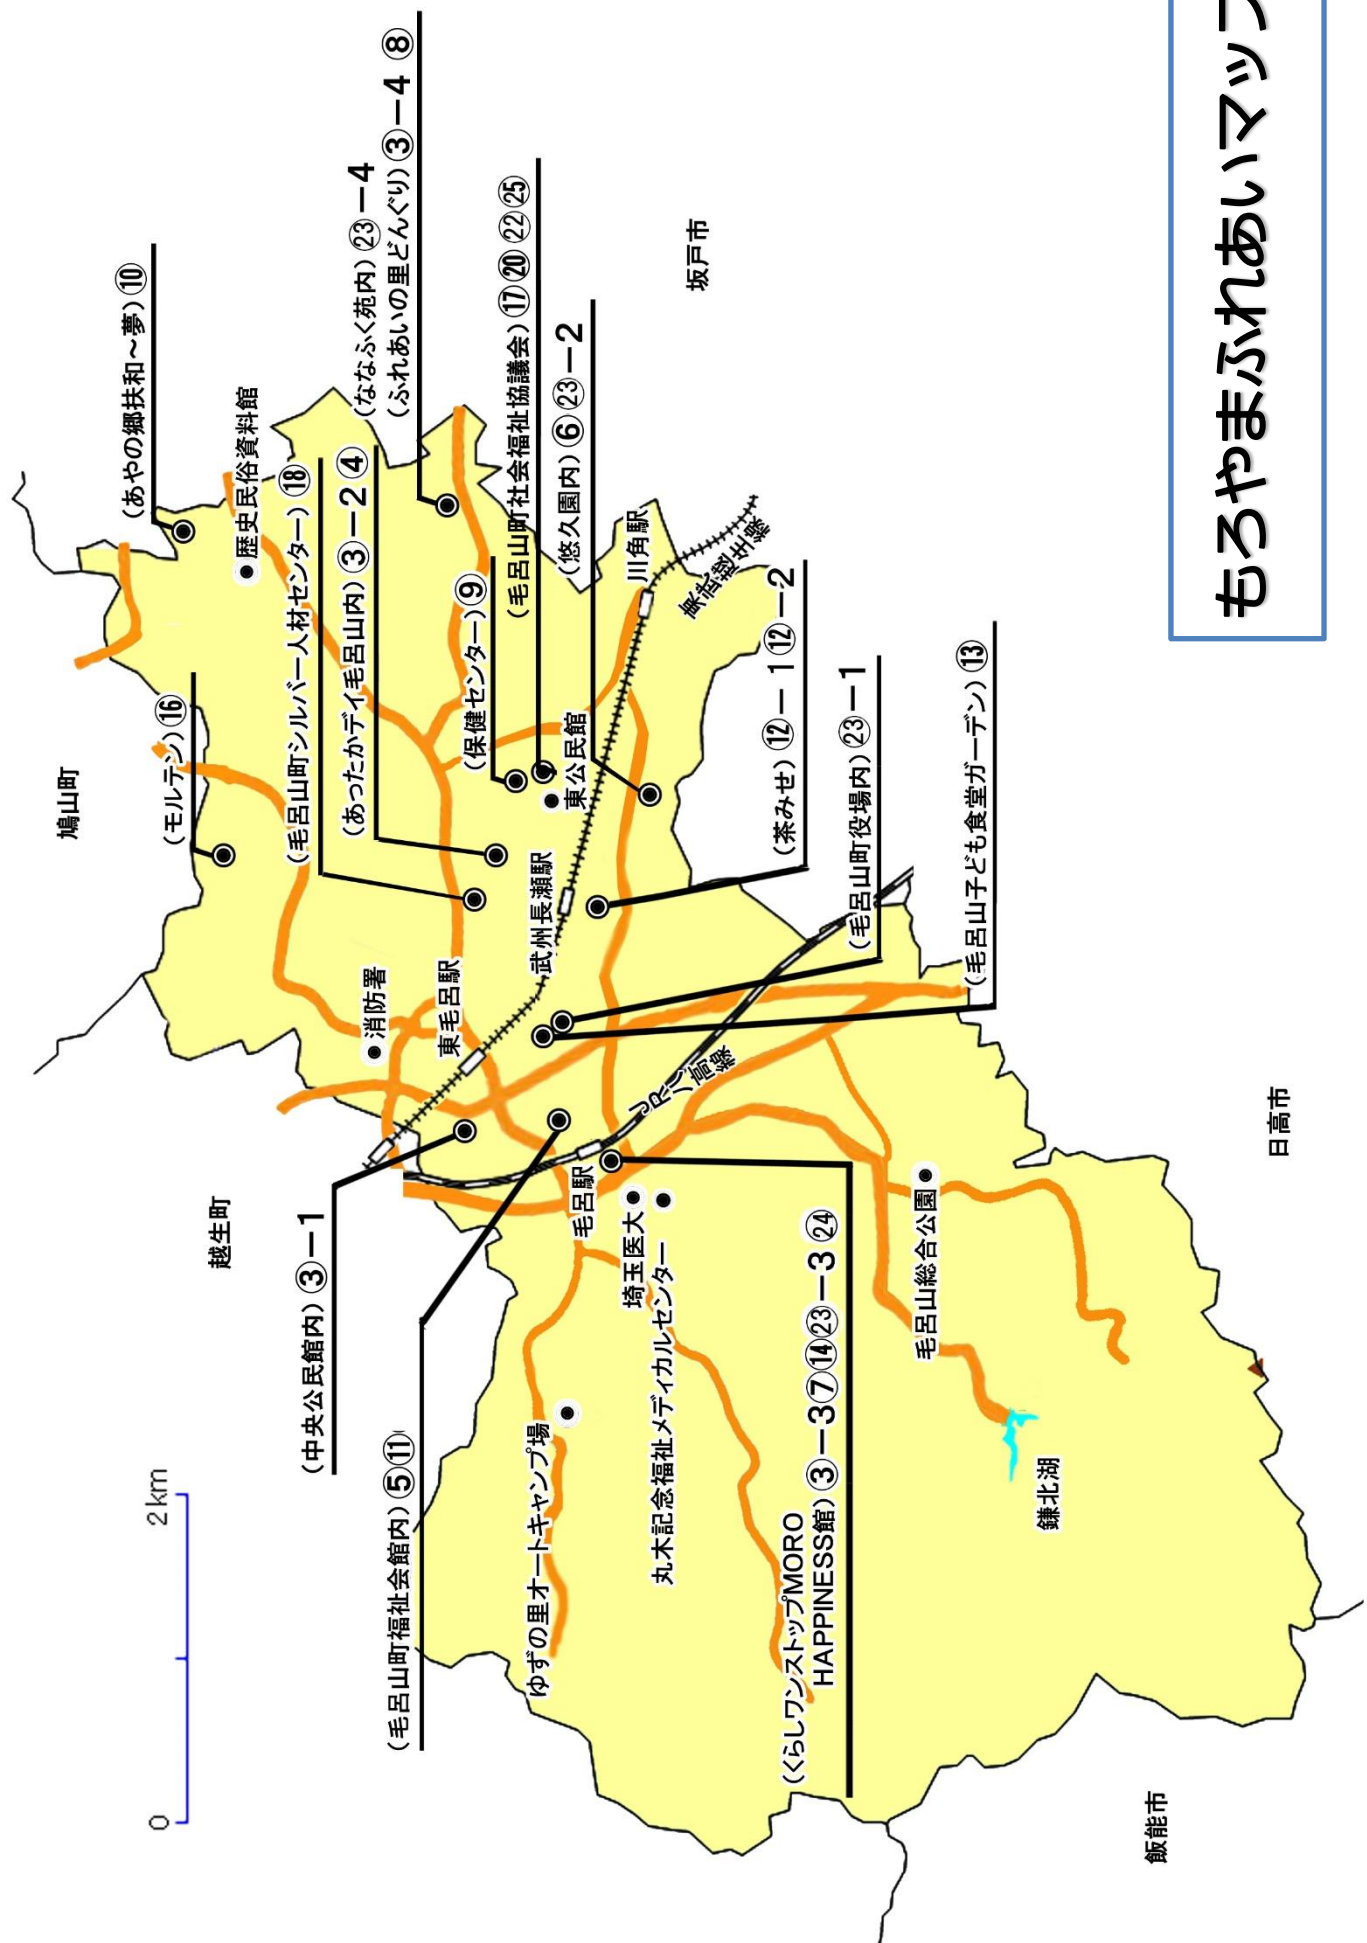 もろやまふれあいマップ
0
2km
鳩山町
越生町
坂戸市
日高市
飯能市
(あやの郷扶和～夢)⑩
歴史民俗資料館
(モルテン)⑯
(毛呂山町シルバー人材センター)⑱
(あったかデイ毛呂山内)③－2④
(ななふく苑内)㉓－4
(ふれあいの里どんぐり)③－4 ⑧
(保健センター)⑨
(毛呂山町社会福祉協議会)⑰⑳㉒㉕
(悠久園内)⑥㉓－2
東公民館
川角駅
東武越生線
武州長瀬駅
東毛呂駅
消防署
(茶みせ)⑫－1⑫－2
(毛呂山町役場内)㉓－1
(毛呂山子ども食堂ガーデン)⑬
JR八高線
(中央公民館内)③－1
(毛呂山町福祉会館内)⑤⑪
毛呂駅
埼玉医大
丸木記念福祉メディカルセンター
ゆずの里オートキャンプ場
(くらしワンストップMORO
HAPPINESS館)③－3⑦⑭㉓－3㉔
毛呂山総合公園
鎌北湖